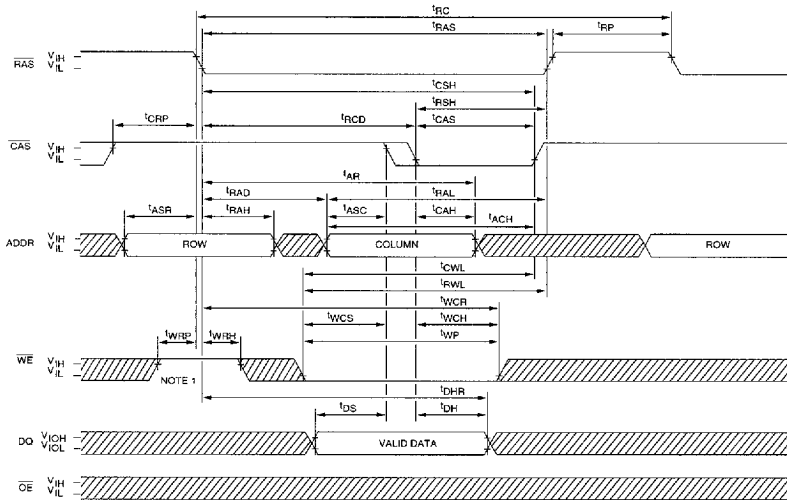 tRC
tRAS
tRP
RAS VIH
VIL
tCSH
tRSH
tCRP
tRCD
tCAS
CAS VIH
VIL
tAR
tRAD
tRAL
tASR
tRAH
tASC
tCAH
tACH
ADDR VIH
VIL
ROW
COLUMN
ROW
tCWL
tRWL
tWCR
tWCS
tWCH
tWRP
tWRH
tWP
WE VIH
VIL
NOTE 1
tDHR
tDS
tDH
DQ VIOH
VIOL
VALID DATA
OE VIH
VIL